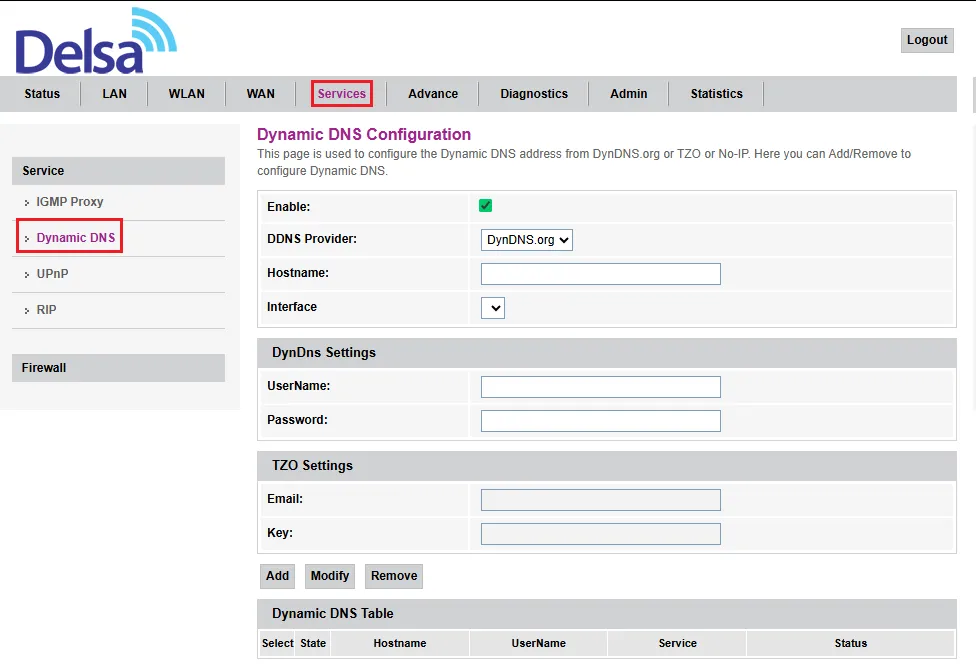 Delsa
Logout
Status LAN WLAN WAN Services Advance Diagnostics Admin Statistics
Service
IGMP Proxy
Dynamic DNS
UPnP
RIP
Firewall
Dynamic DNS Configuration
This page is used to configure the Dynamic DNS address from DynDNS.org or TZO or No-IP. Here you can Add/Remove to
configure Dynamic DNS.
Enable:
DDNS Provider: DynDNS.org
Hostname:
Interface
DynDns Settings
UserName:
Password:
TZO Settings
Email:
Key:
Add Modify Remove
Dynamic DNS Table
Select State Hostname UserName Service Status